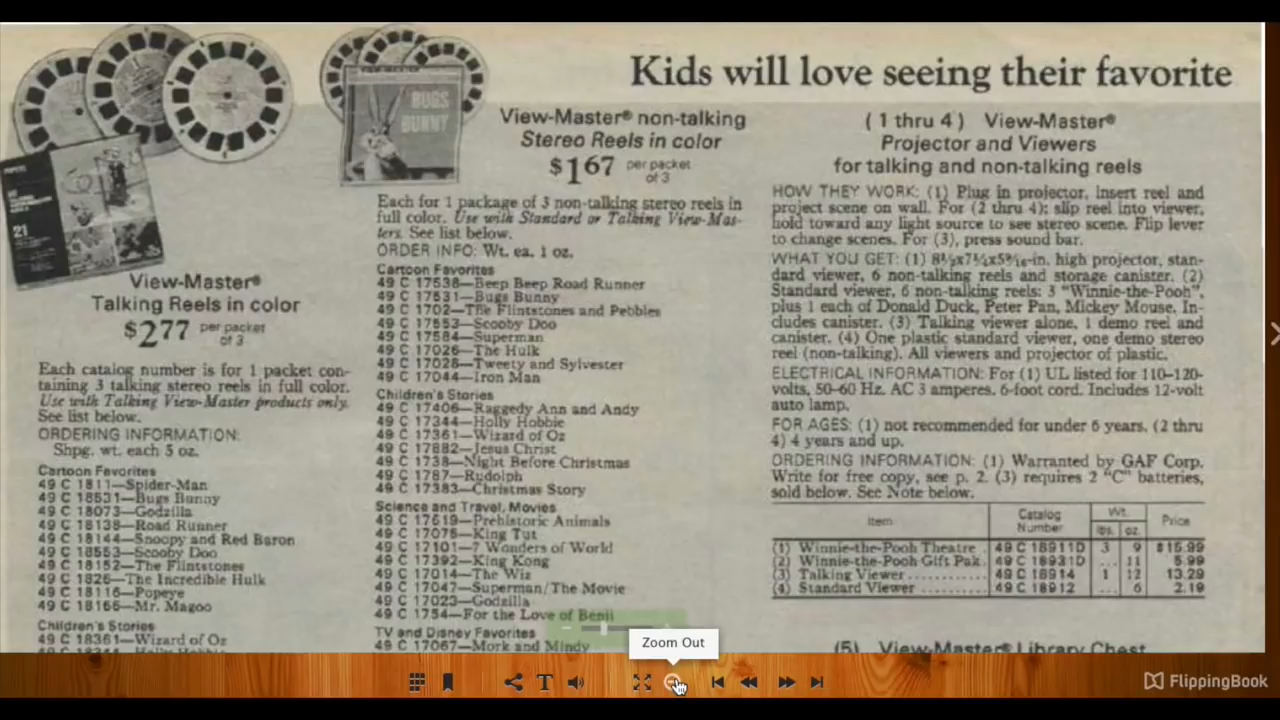 Kids will love seeing their favorite
BUGS
BUNNY
21
View-Master®
Talking Reels in color
$2.77 per packet
of 3
Each catalog number is for 1 packet con-
taining 3 talking stereo reels in full color.
Use with Talking View-Master products only.
See list below.
ORDERING INFORMATION:
Shpg. wt. each 5 oz.
Cartoon Favorites
49 C 1811—Spider-Man
49 C 18531—Bugs Bunny
49 C 18073—Godzilla
49 C 18138—Road Runner
49 C 18144—Snoopy and Red Baron
49 C 18553—Scooby Doo
49 C 18152—The Flintstones
49 C 1826—The Incredible Hulk
49 C 18116—Popeye
49 C 18166—Mr. Magoo
Children's Stories
49 C 18361—Wizard of Oz
View-Master® non-talking
Stereo Reels in color
$1.67 per packet
of 3
Each for 1 package of 3 non-talking stereo reels in
full color. Use with Standard or Talking View-Mas-
ters. See list below.
ORDER INFO: Wt. ea. 1 oz.
Cartoon Favorites
49 C 17538—Beep Beep Road Runner
49 C 17531—Bugs Bunny
49 C 1702—The Flintstones and Pebbles
49 C 17553—Scooby Doo
49 C 17584—Superman
49 C 17026—The Hulk
49 C 17028—Tweety and Sylvester
49 C 17044—Iron Man
Children's Stories
49 C 17406—Raggedy Ann and Andy
49 C 17344—Holly Hobbie
49 C 17361—Wizard of Oz
49 C 17882—Jesus Christ
49 C 1738—Night Before Christmas
49 C 1787—Rudolph
49 C 17383—Christmas Story
Science and Travel, Movies
49 C 17619—Prehistoric Animals
49 C 17075—King Tut
49 C 17101—7 Wonders of World
49 C 17392—King Kong
49 C 17014—The Wiz
49 C 17047—Superman/The Movie
49 C 17023—Godzilla
49 C 1754—For the Love of Benji
TV and Disney Favorites
49 C 17067—Mork and Mindy
( 1 thru 4 ) View-Master®
Projector and Viewers
for talking and non-talking reels
HOW THEY WORK: (1) Plug in projector, insert reel and
project scene on wall. For (2 thru 4): slip reel into viewer,
hold toward any light source to see stereo scene. Flip lever
to change scenes. For (3), press sound bar.
WHAT YOU GET: (1) 8½x7¼x5⁹⁄₁₆-in. high projector, stan-
dard viewer, 6 non-talking reels and storage canister. (2)
Standard viewer, 6 non-talking reels: 3 "Winnie-the-Pooh",
plus 1 each of Donald Duck, Peter Pan, Mickey Mouse. In-
cludes canister. (3) Talking viewer alone, 1 demo reel and
canister. (4) One plastic standard viewer, one demo stereo
reel (non-talking). All viewers and projector of plastic.
ELECTRICAL INFORMATION: For (1) UL listed for 110-120-
volts, 50-60 Hz. AC 3 amperes. 6-foot cord. Includes 12-volt
auto lamp.
FOR AGES: (1) not recommended for under 6 years. (2 thru
4) 4 years and up.
ORDERING INFORMATION: (1) Warranted by GAF Corp.
Write for free copy, see p. 2. (3) requires 2 "C" batteries,
sold below. See Note below.
Item Catalog Number Wt. lbs. oz. Price
(1) Winnie-the-Pooh Theatre . 49 C 18911D 3 9 $15.99
(2) Winnie-the-Pooh Gift Pak . 49 C 18931D ... 11 5.99
(3) Talking Viewer ............ 49 C 18914 1 12 13.29
(4) Standard Viewer .......... 49 C 18912 ... 6 2.19
(5) View-Master® Library Chest
Zoom Out
FlippingBook